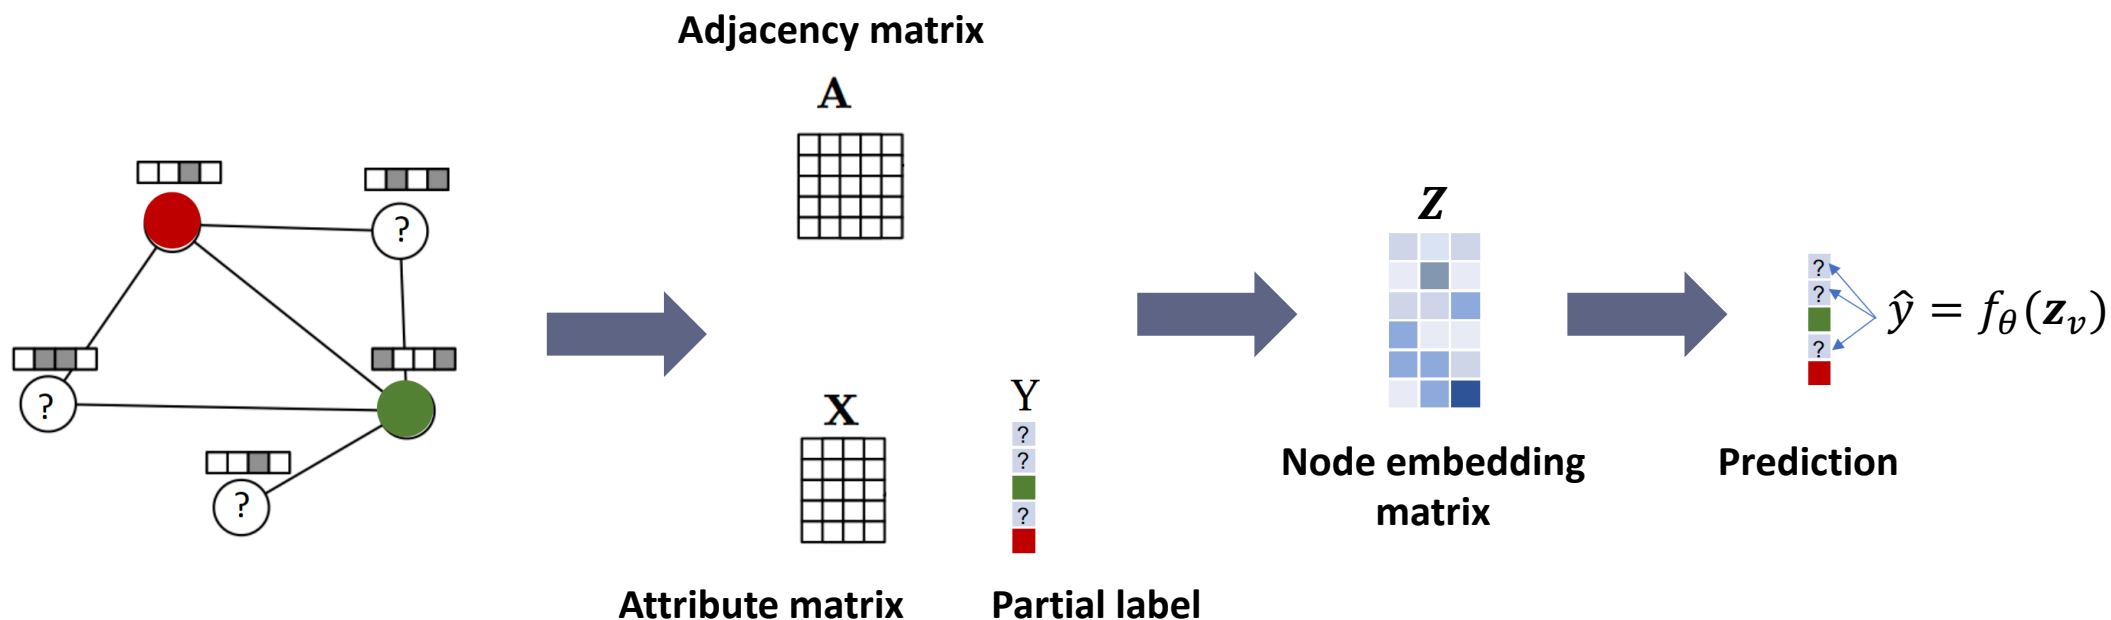 Adjacency matrix
A
?
?
?
X
Y
?
?
?
Attribute matrix
Partial label
Z
Node embedding
matrix
?
?
?
ŷ = f_θ(z_v)
Prediction